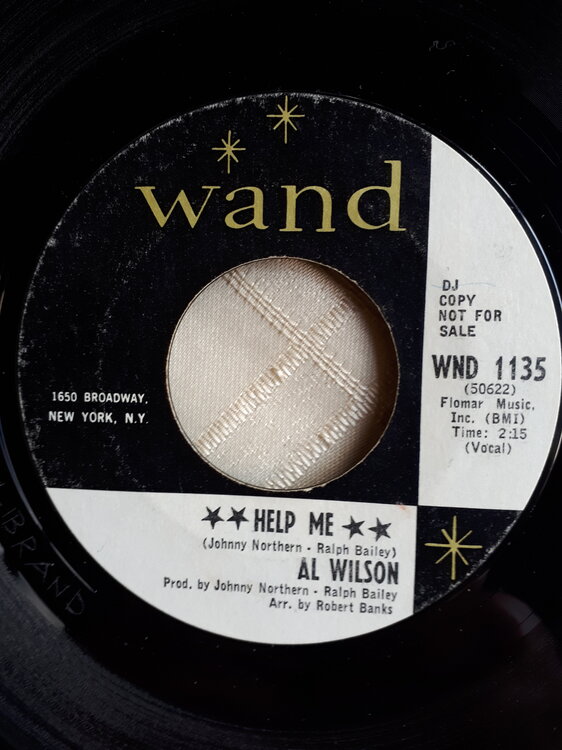 wand
DJ
COPY
NOT FOR
SALE
WND 1135
(50622)
Flomar Music,
Inc. (BMI)
Time: 2:15
(Vocal)
1650 BROADWAY,
NEW YORK, N.Y.
★★ HELP ME ★★
(Johnny Northern - Ralph Bailey)
AL WILSON
Prod. by Johnny Northern - Ralph Bailey
Arr. by Robert Banks
BRAND